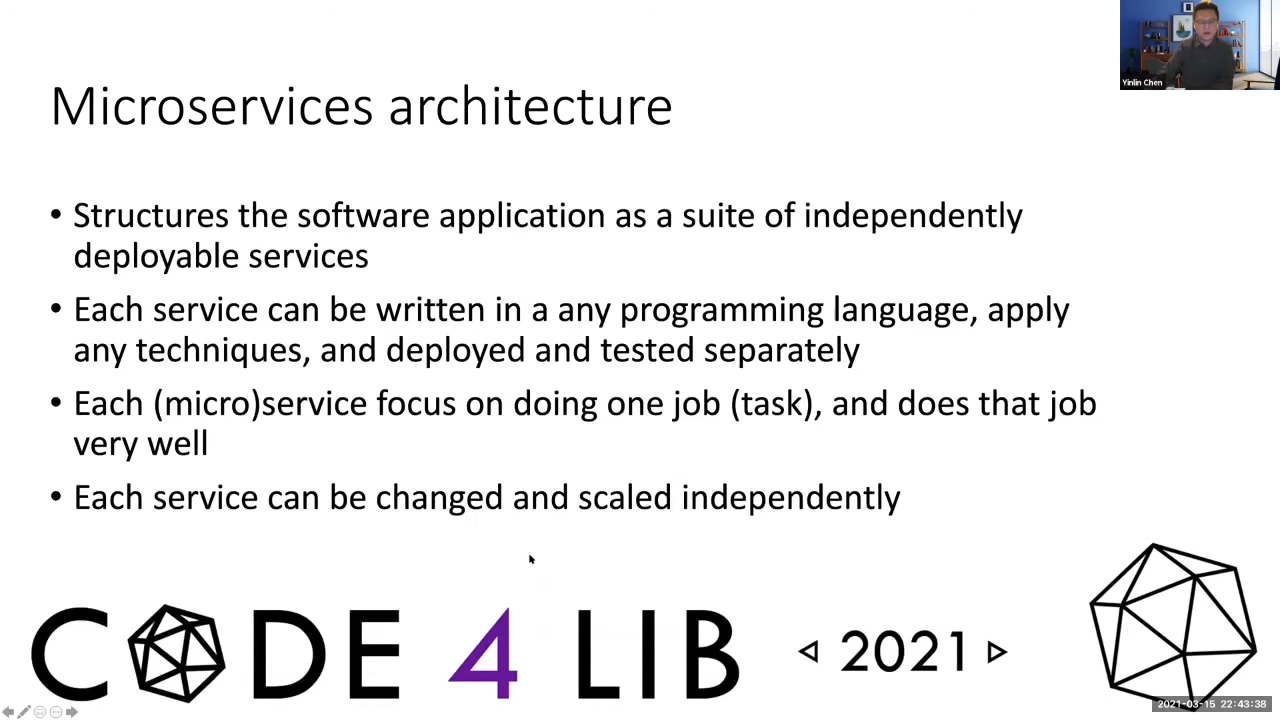 Yinlin Chen
Microservices architecture
• Structures the software application as a suite of independently
deployable services
• Each service can be written in a any programming language, apply
any techniques, and deployed and tested separately
• Each (micro)service focus on doing one job (task), and does that job
very well
• Each service can be changed and scaled independently
CODE 4 LIB
2021
2021-03-15 22:43:38